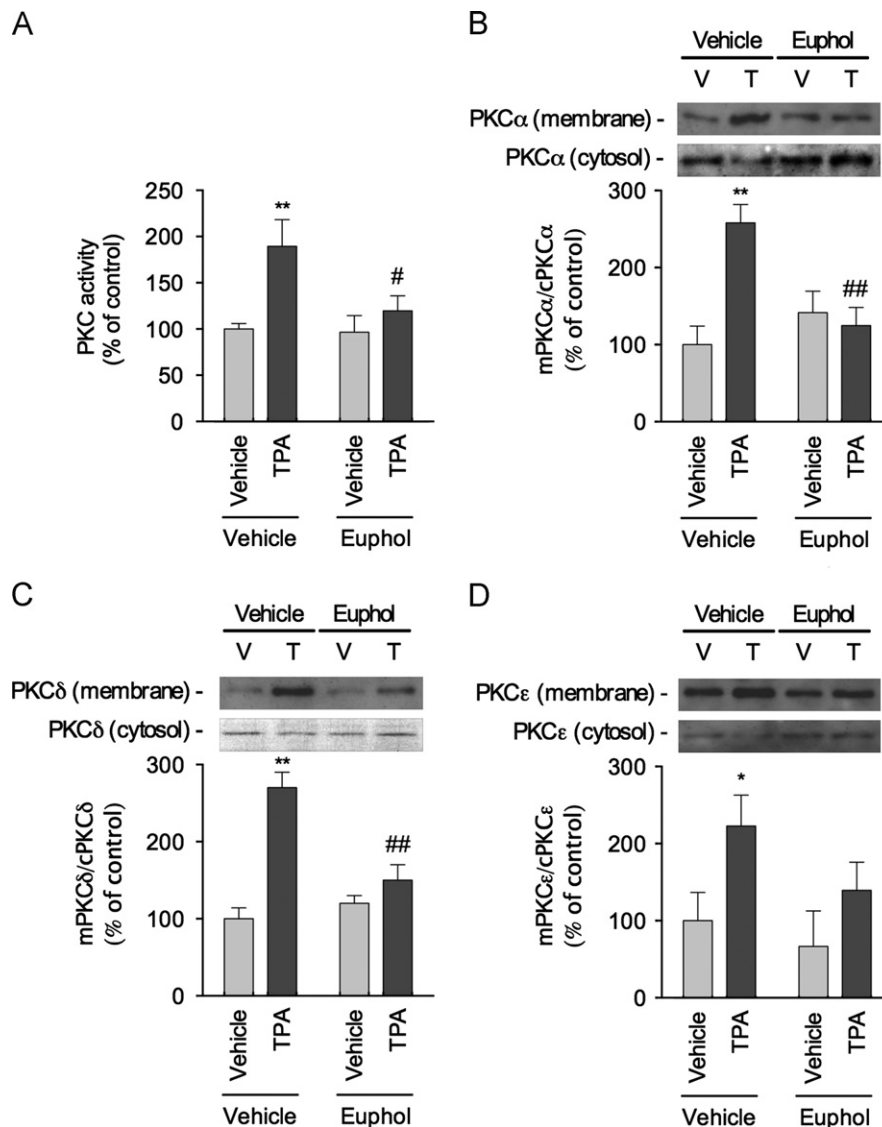 A
PKC activity
(% of control)
250
200
150
100
50
0
**
#
Vehicle
TPA
Vehicle
TPA
Vehicle
Euphol
B
Vehicle
Euphol
V
T
V
T
PKCα (membrane) -
PKCα (cytosol) -
mPKCα/cPKCα
(% of control)
300
200
100
0
**
##
Vehicle
TPA
Vehicle
TPA
Vehicle
Euphol
C
Vehicle
Euphol
V
T
V
T
PKCδ (membrane) -
PKCδ (cytosol) -
mPKCδ/cPKCδ
(% of control)
300
200
100
0
**
##
Vehicle
TPA
Vehicle
TPA
Vehicle
Euphol
D
Vehicle
Euphol
V
T
V
T
PKCε (membrane) -
PKCε (cytosol) -
mPKCε/cPKCε
(% of control)
300
200
100
0
*
Vehicle
TPA
Vehicle
TPA
Vehicle
Euphol